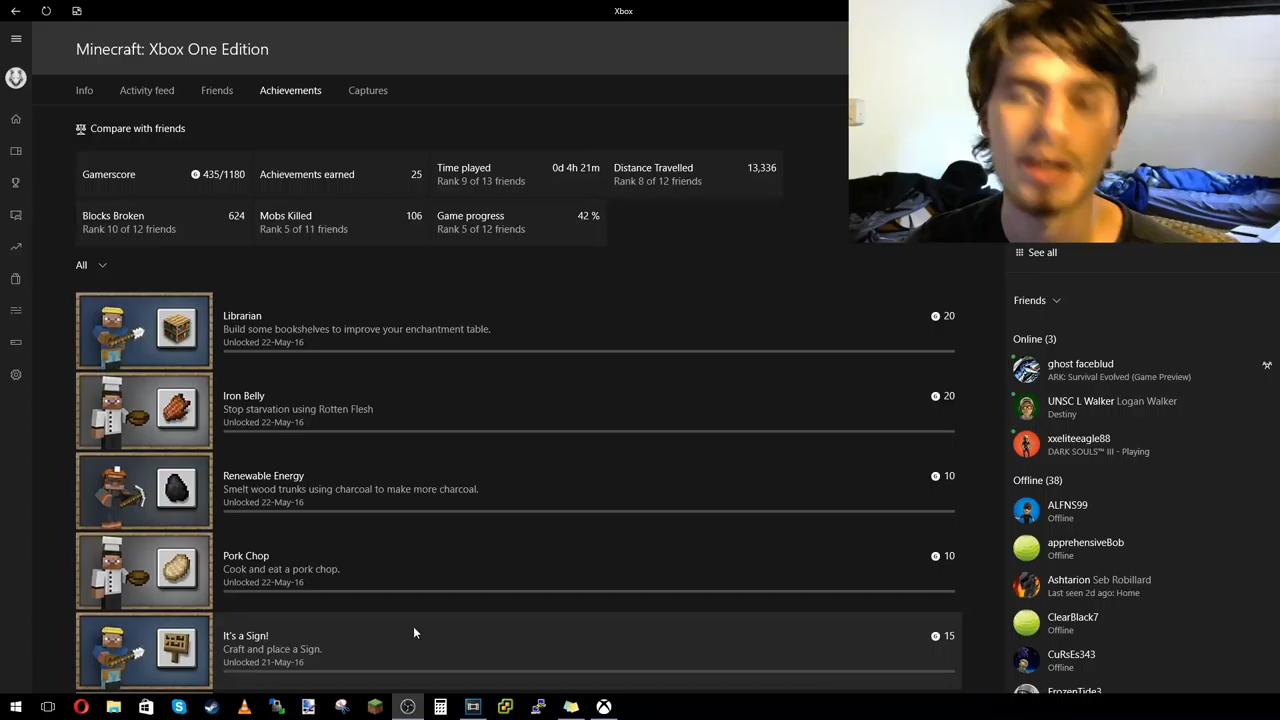 Xbox
Minecraft: Xbox One Edition
Info
Activity feed
Friends
Achievements
Captures
Compare with friends
Gamerscore
435/1180
Achievements earned
25
Time played
0d 4h 21m
Rank 9 of 13 friends
Distance Travelled
13,336
Rank 8 of 12 friends
Blocks Broken
624
Rank 10 of 12 friends
Mobs Killed
106
Rank 5 of 11 friends
Game progress
42 %
Rank 5 of 12 friends
All
Librarian
G 20
Build some bookshelves to improve your enchantment table.
Unlocked 22-May-16
Iron Belly
G 20
Stop starvation using Rotten Flesh
Unlocked 22-May-16
Renewable Energy
G 10
Smelt wood trunks using charcoal to make more charcoal.
Unlocked 22-May-16
Pork Chop
G 10
Cook and eat a pork chop.
Unlocked 22-May-16
It's a Sign!
G 15
Craft and place a Sign.
Unlocked 21-May-16
See all
Friends
Online (3)
ghost faceblud
ARK: Survival Evolved (Game Preview)
UNSC L Walker Logan Walker
Destiny
xxeliteeagle88
DARK SOULS™ III - Playing
Offline (38)
ALFNS99
Offline
apprehensiveBob
Offline
Ashtarion Seb Robillard
Last seen 2d ago: Home
ClearBlack7
Offline
CuRsEs343
Offline
FrozenTide3